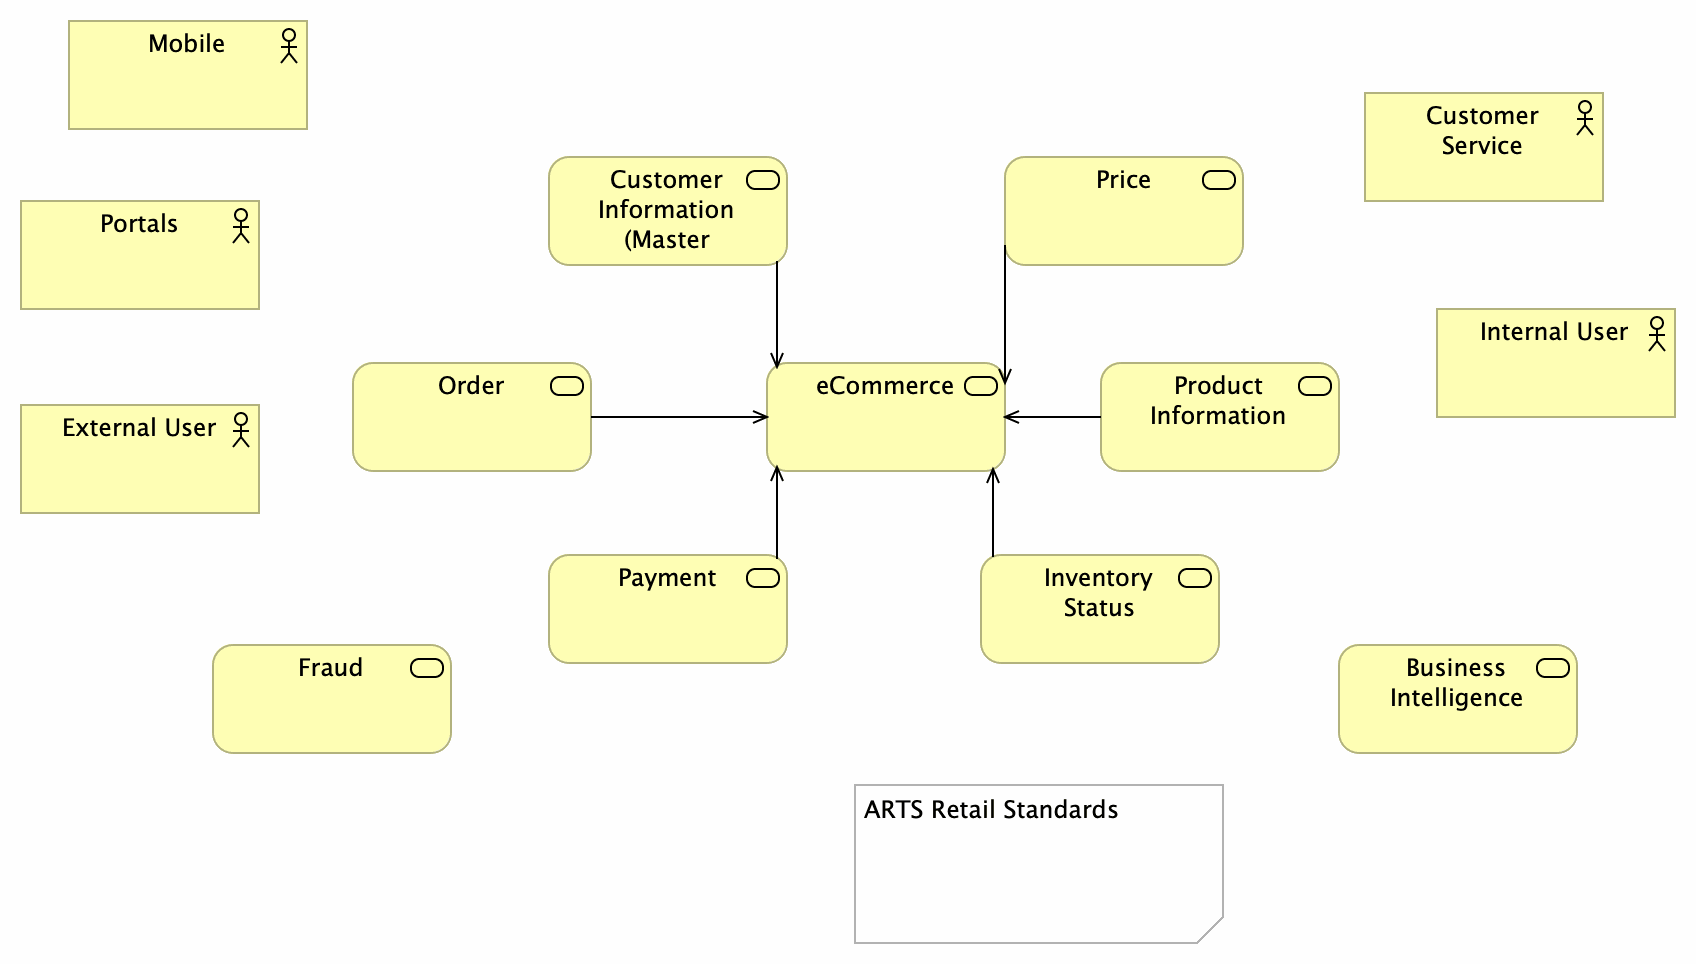 Mobile
Customer
Service
Customer
Information
(Master
Price
Portals
Internal User
Order
eCommerce
Product
Information
External User
Payment
Inventory
Status
Fraud
Business
Intelligence
ARTS Retail Standards